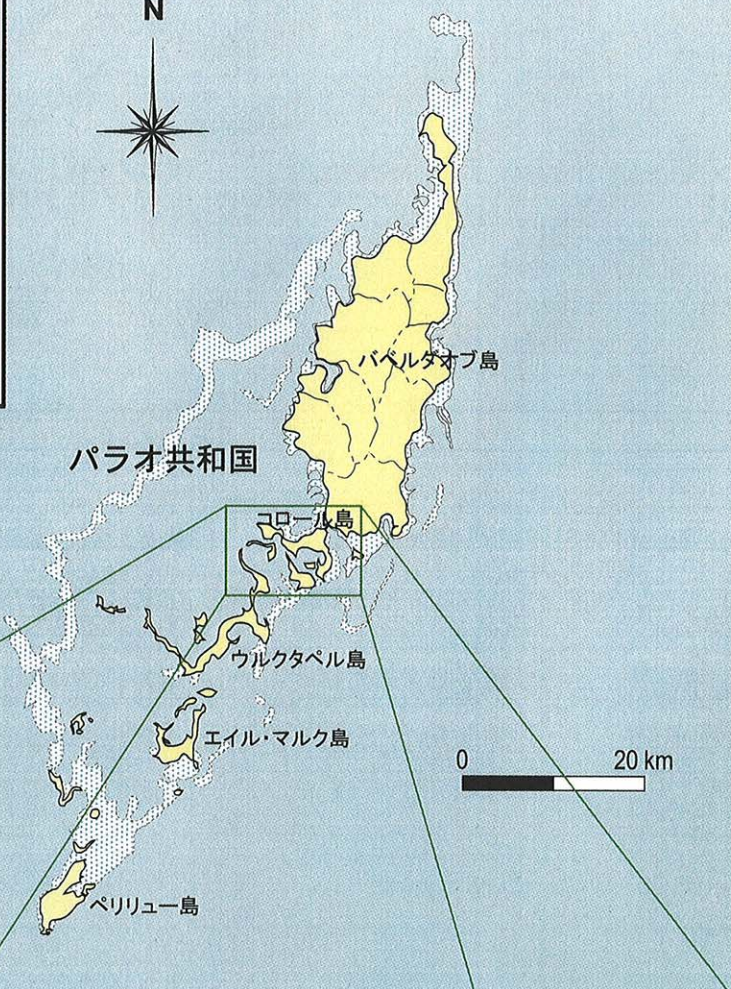 N
バベルダオブ島
パラオ共和国
コロール島
ウルクタペル島
エイル・マルク島
0 20 km
ペリリュー島